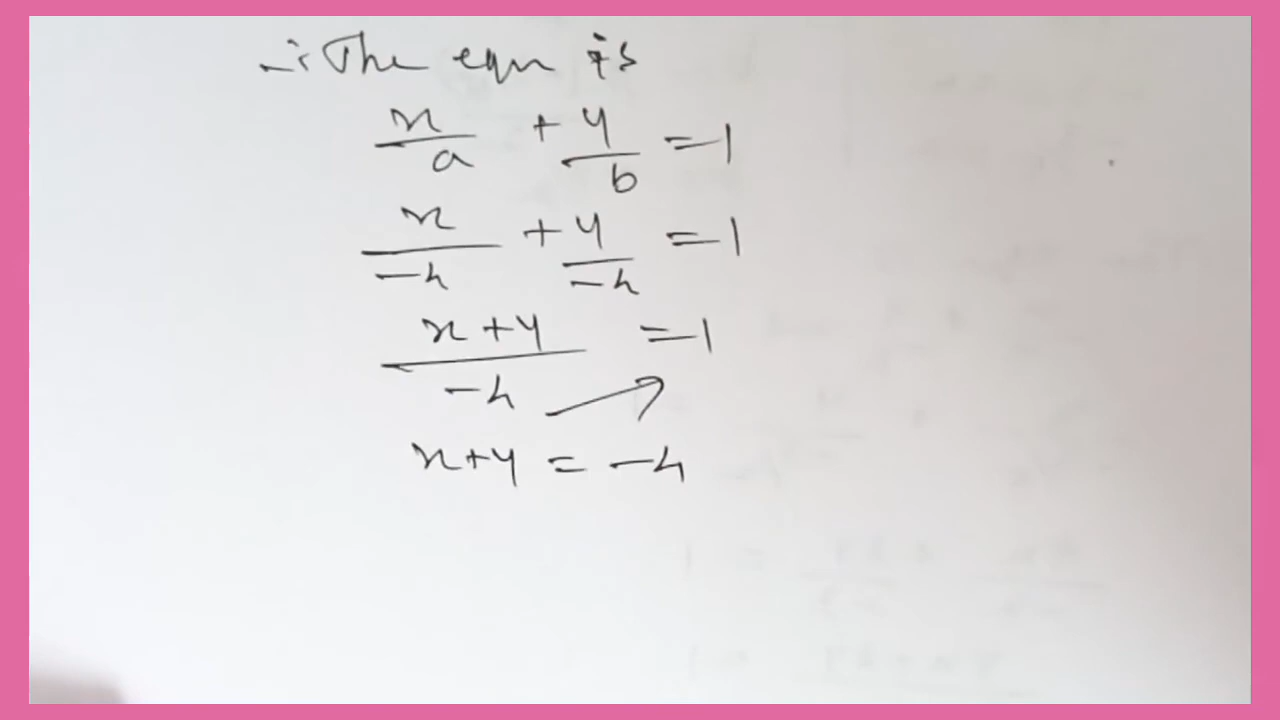 ∴ The eqn is
x/a + y/b = 1
x/-4 + y/-4 = 1
x+y/-4 = 1
x+y = -4